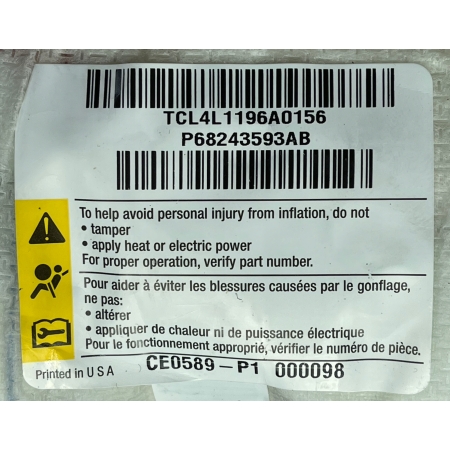 TCL4L1196A0156
P68243593AB
To help avoid personal injury from inflation, do not
• tamper
• apply heat or electric power
For proper operation, verify part number.
Pour aider à éviter les blessures causées par le gonflage,
ne pas:
• altérer
• appliquer de chaleur ni de puissance électrique
Pour le fonctionnement approprié, vérifier le numéro de pièce.
Printed in U S A
CE0589-P1 000098